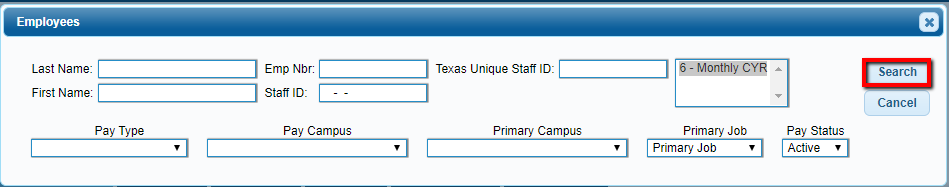 Employees
Last Name: Emp Nbr: Texas Unique Staff ID: 6 - Monthly CYR Search
First Name: Staff ID: - - Cancel
Pay Type Pay Campus Primary Campus Primary Job Pay Status
Primary Job Active